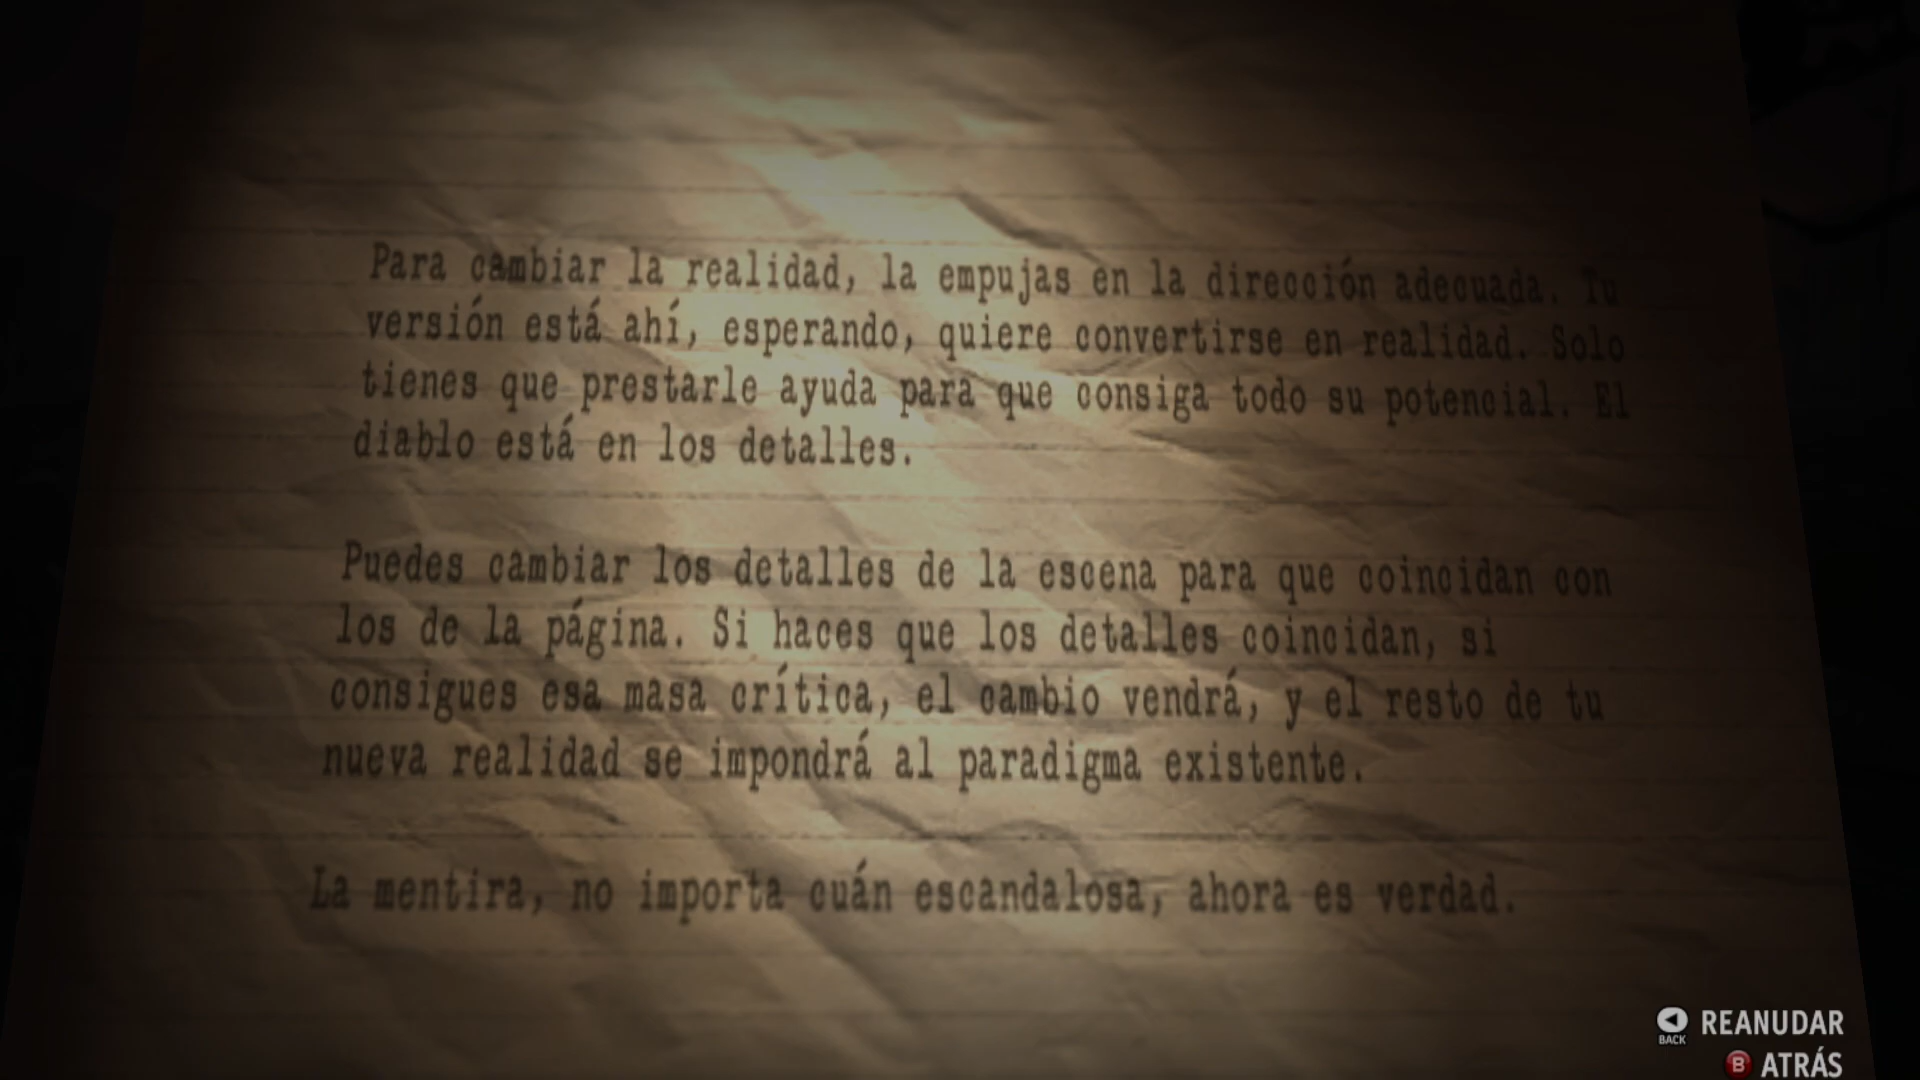 Para cambiar la realidad, la empujas en la dirección adecuada. Tu
versión está ahí, esperando, quiere convertirse en realidad. Solo
tienes que prestarle ayuda para que consiga todo su potencial. El
diablo está en los detalles.
Puedes cambiar los detalles de la escena para que coincidan con
los de la página. Si haces que los detalles coincidan, si
consigues esa masa crítica, el cambio vendrá, y el resto de tu
nueva realidad se impondrá al paradigma existente.
La mentira, no importa cuán escandalosa, ahora es verdad.
BACK REANUDAR
B ATRÁS